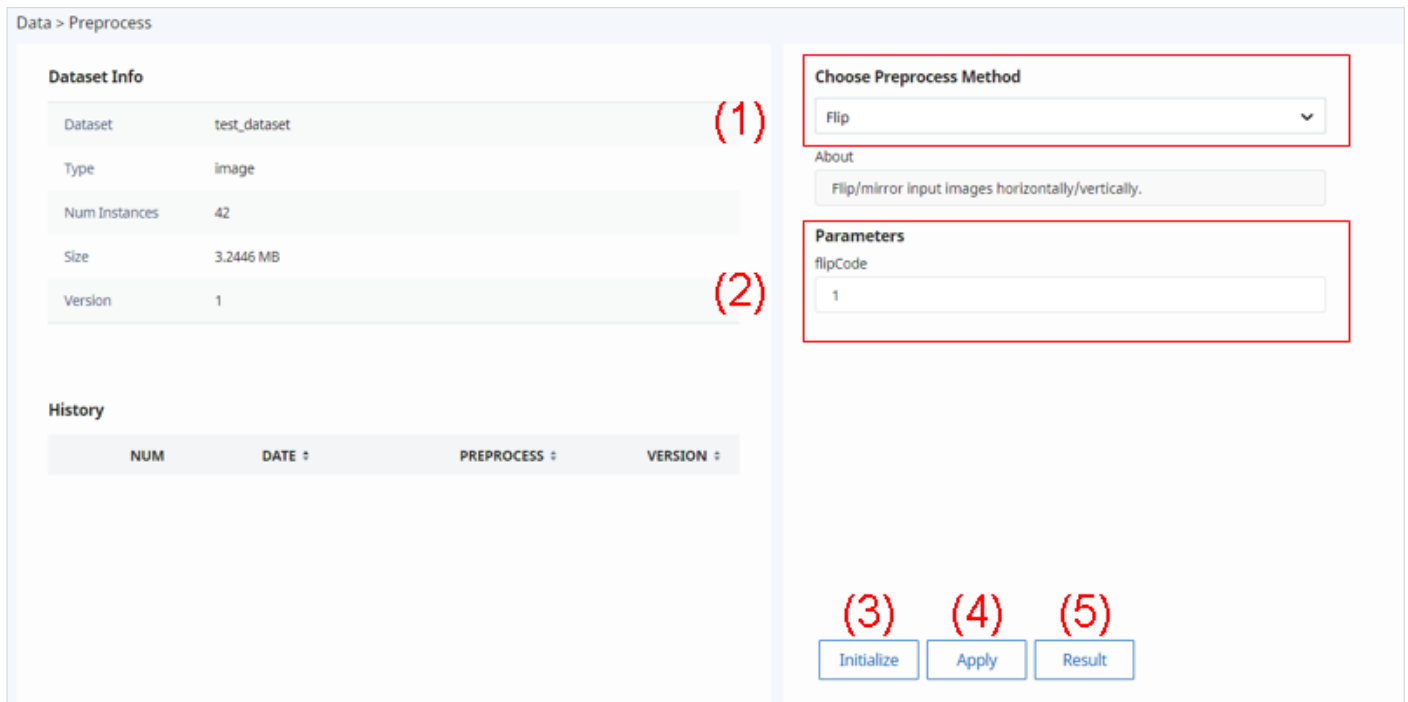 Data > Preprocess
Dataset Info
Dataset test_dataset
Type image
Num Instances 42
Size 3.2446 MB
Version 1
History
NUM DATE PREPROCESS VERSION
(1)
Choose Preprocess Method
Flip
About
Flip/mirror input images horizontally/vertically.
(2)
Parameters
flipCode
1
(3) (4) (5)
Initialize Apply Result